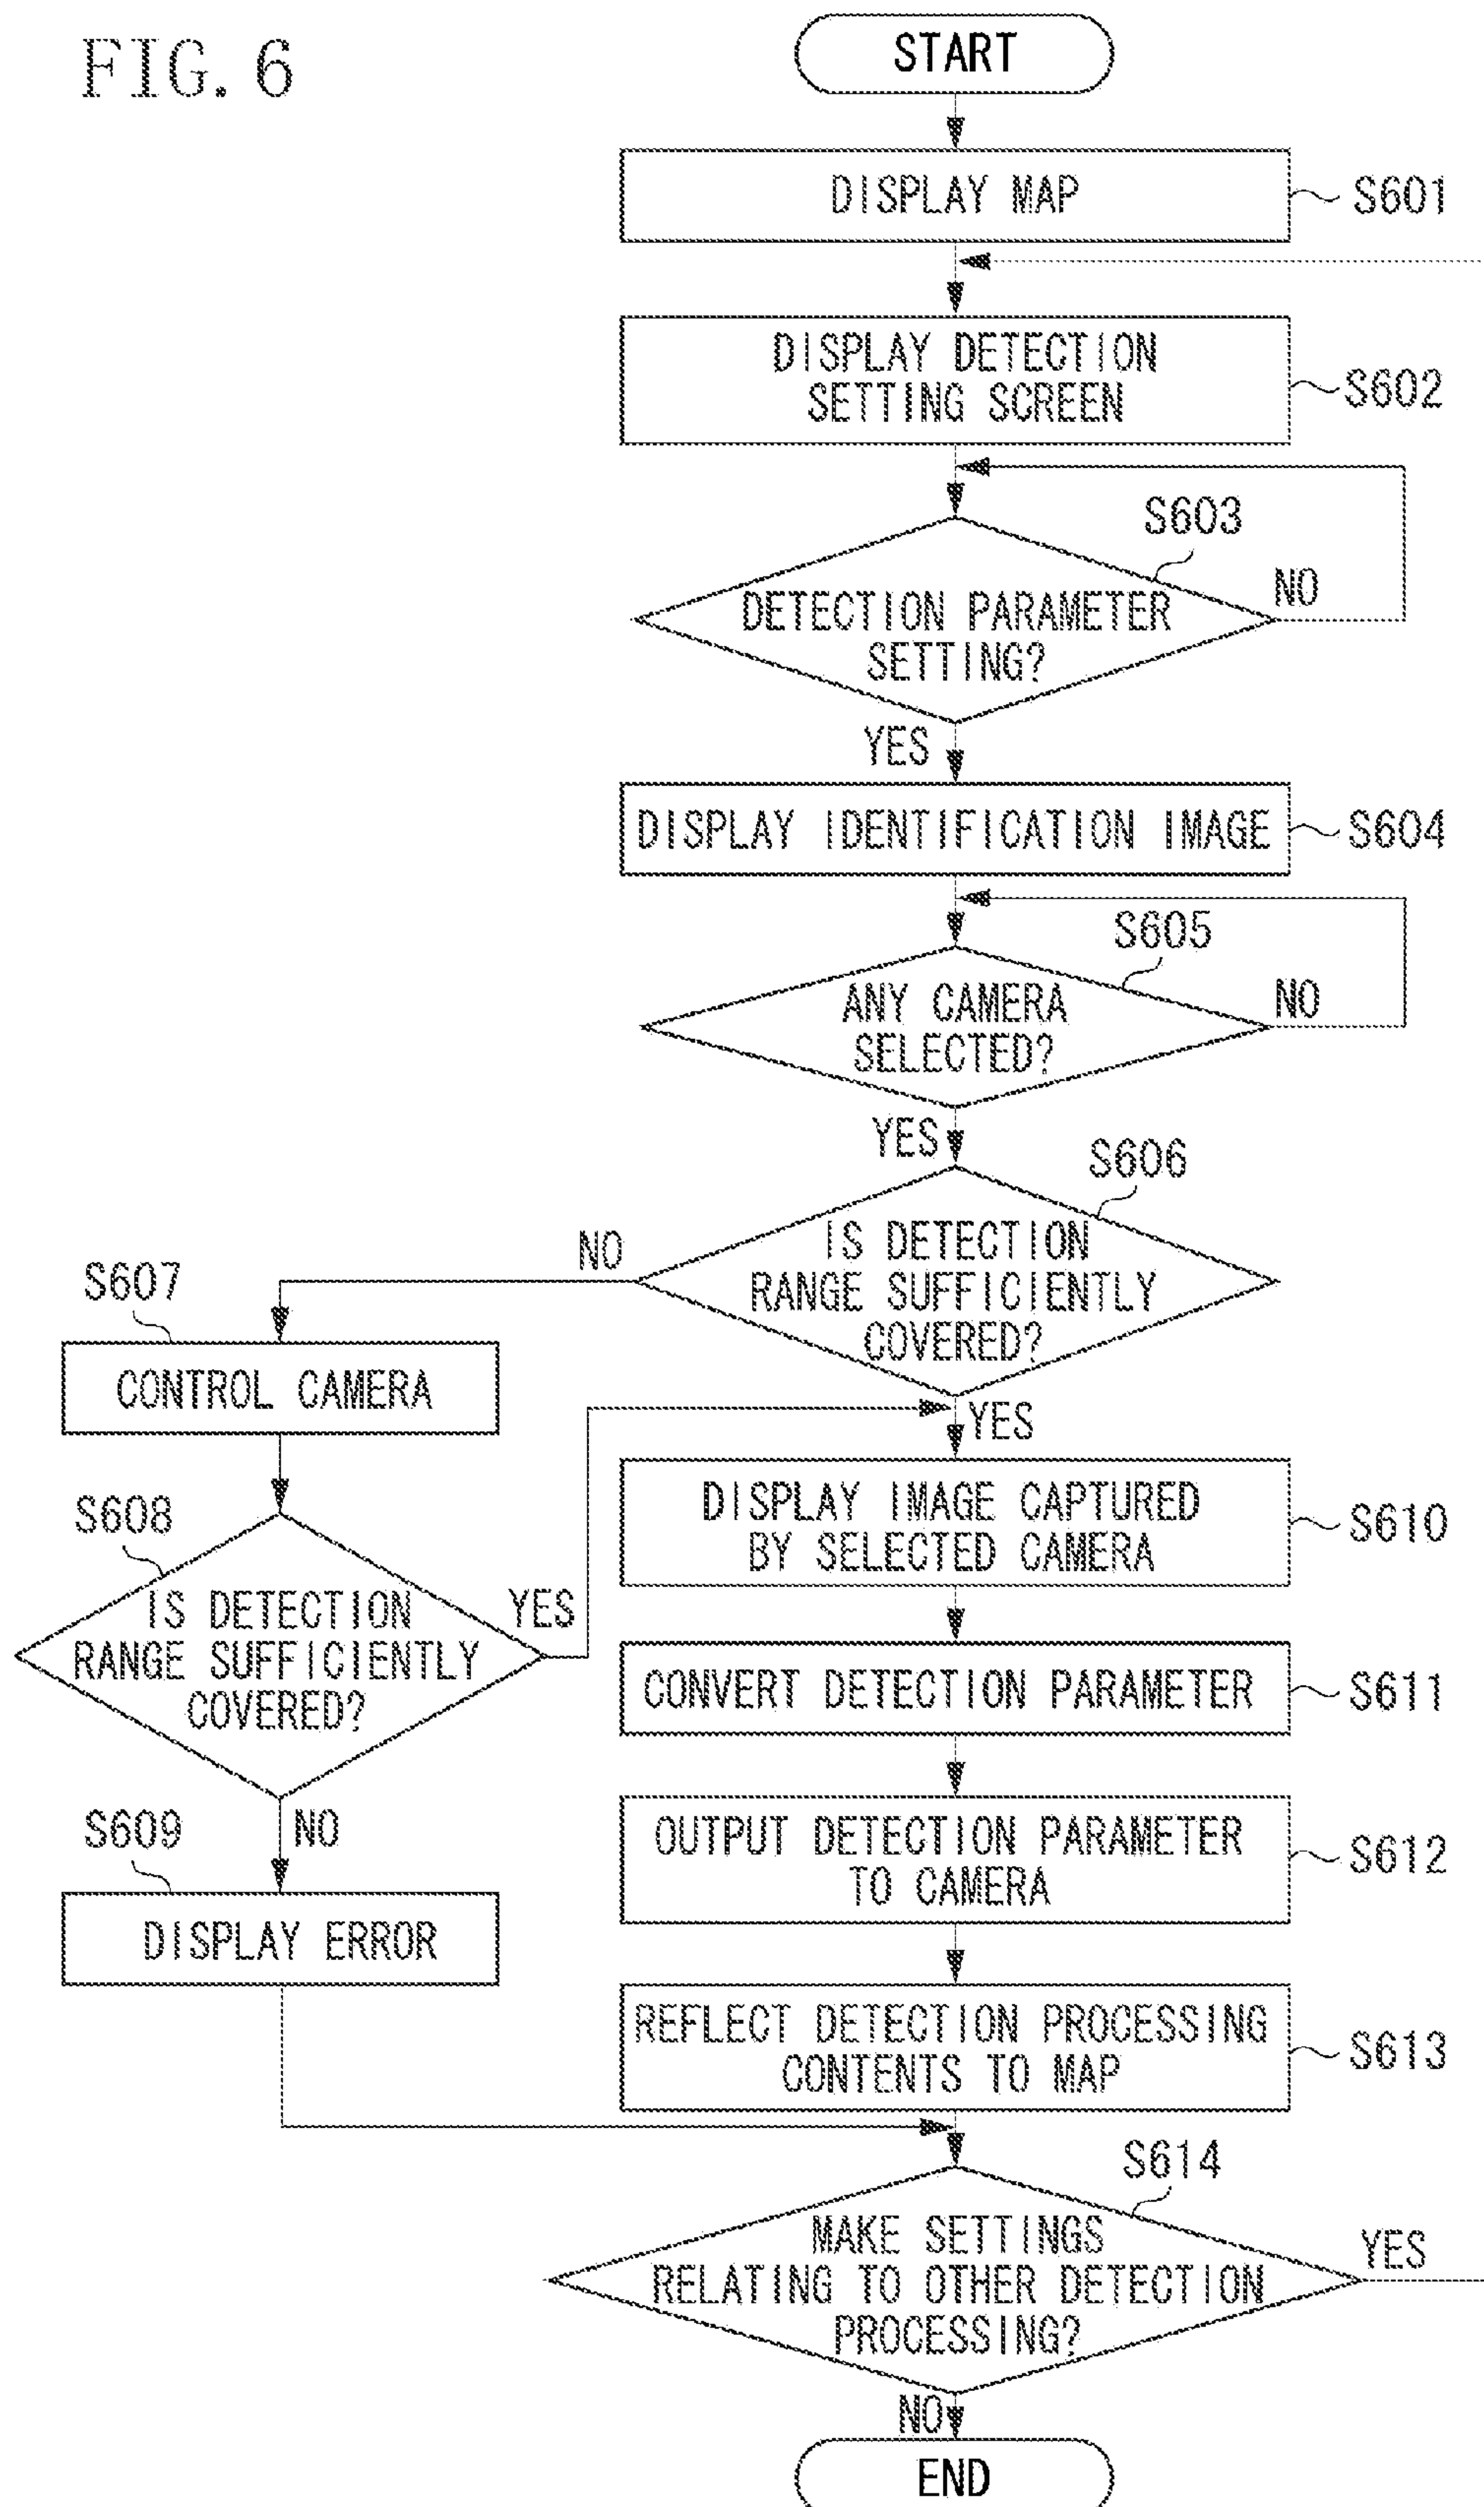 FIG. 6
START
DISPLAY MAP
S601
DISPLAY DETECTION
SETTING SCREEN
S602
S603
DETECTION PARAMETER
SETTING?
NO
YES
DISPLAY IDENTIFICATION IMAGE
S604
S605
ANY CAMERA
SELECTED?
NO
YES
S606
IS DETECTION
RANGE SUFFICIENTLY
COVERED?
NO
YES
S607
CONTROL CAMERA
S608
IS DETECTION
RANGE SUFFICIENTLY
COVERED?
YES
NO
S609
DISPLAY ERROR
DISPLAY IMAGE CAPTURED
BY SELECTED CAMERA
S610
CONVERT DETECTION PARAMETER
S611
OUTPUT DETECTION PARAMETER
TO CAMERA
S612
REFLECT DETECTION PROCESSING
CONTENTS TO MAP
S613
S614
MAKE SETTINGS
RELATING TO OTHER DETECTION
PROCESSING?
YES
NO
END